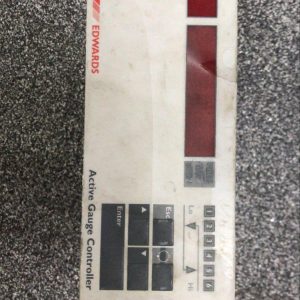 EDWARDS
Active Gauge Controller
Esc
Enter
Lo
Hi
1
2
3
4
5
6